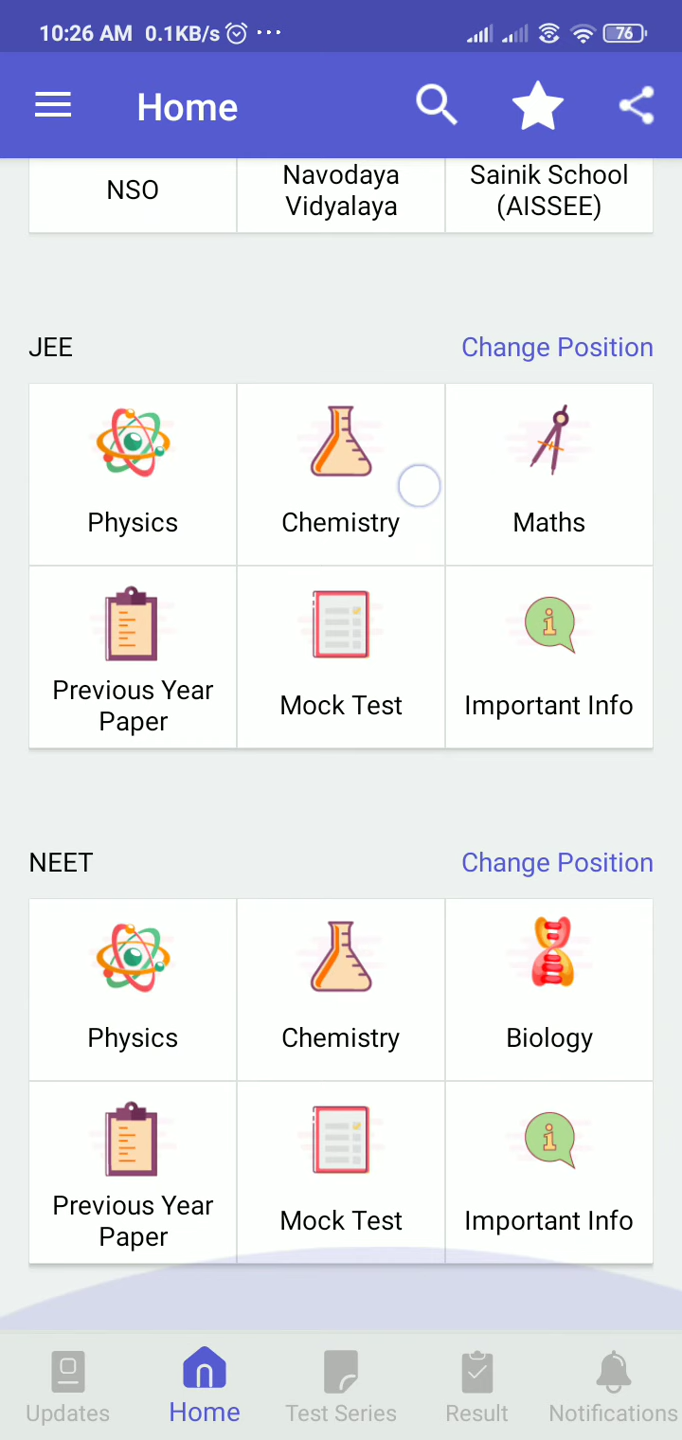 10:26 AM 0.1KB/s ... 76
Home
NSO
Navodaya
Vidyalaya
Sainik School
(AISSEE)
JEE
Change Position
Physics
Chemistry
Maths
Previous Year
Paper
Mock Test
Important Info
NEET
Change Position
Physics
Chemistry
Biology
Previous Year
Paper
Mock Test
Important Info
Updates
Home
Test Series
Result
Notifications